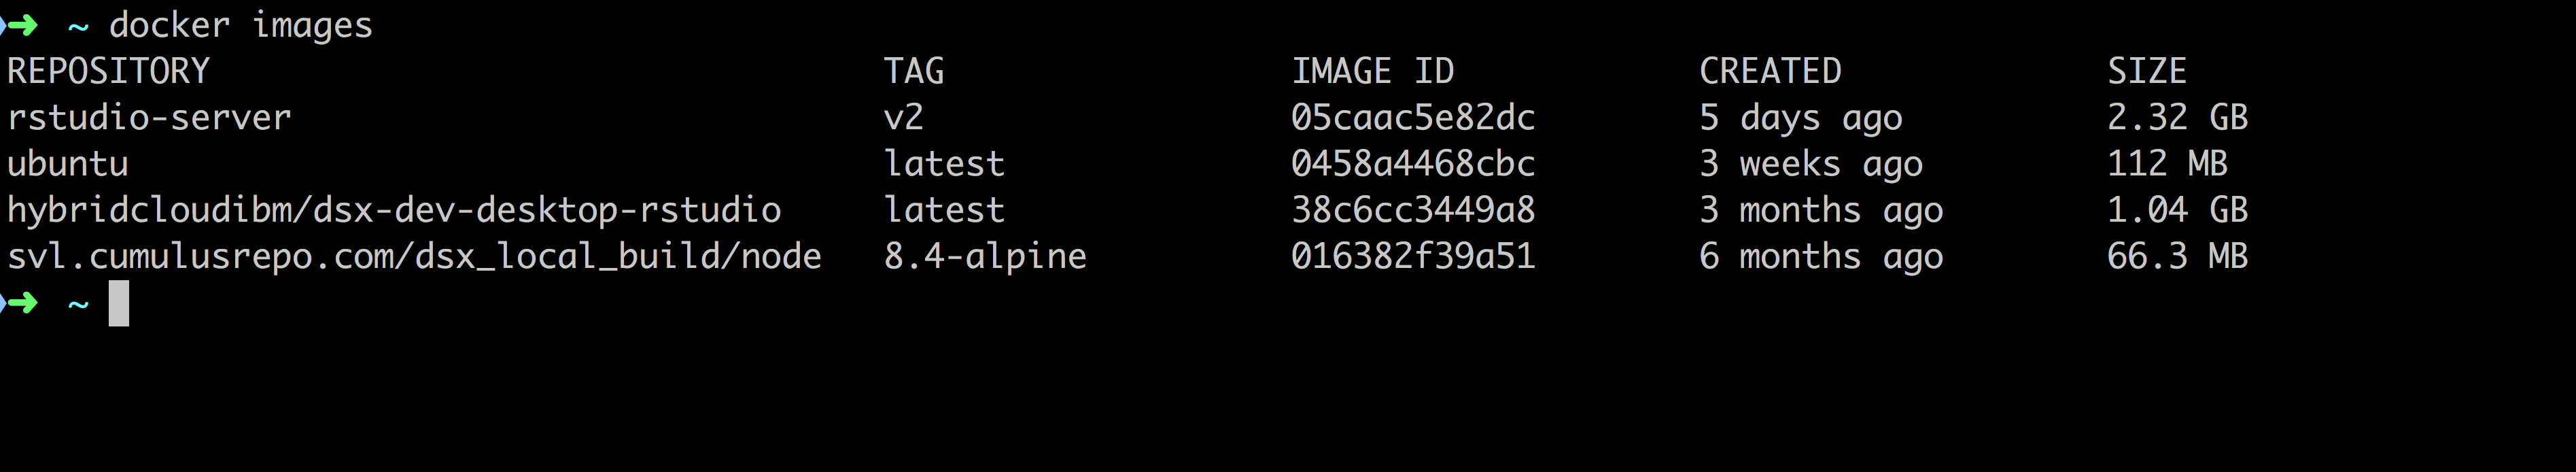 ➜ ~ docker images
REPOSITORY TAG IMAGE ID CREATED SIZE
rstudio-server v2 05caac5e82dc 5 days ago 2.32 GB
ubuntu latest 0458a4468cbc 3 weeks ago 112 MB
hybridcloudibm/dsx-dev-desktop-rstudio latest 38c6cc3449a8 3 months ago 1.04 GB
svl.cumulusrepo.com/dsx_local_build/node 8.4-alpine 016382f39a51 6 months ago 66.3 MB
➜ ~